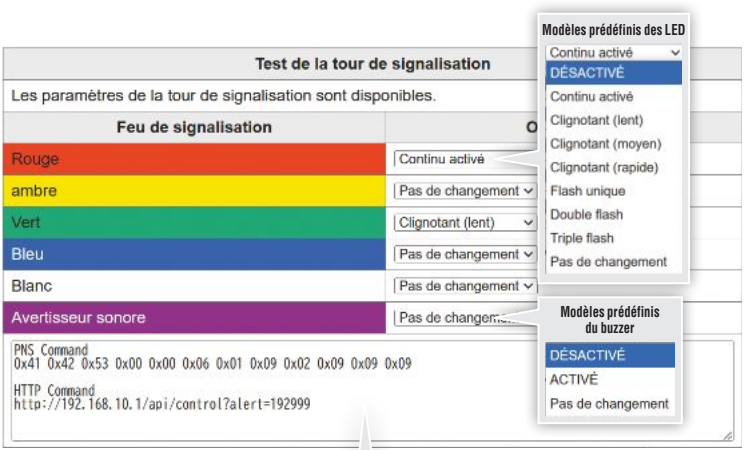 Modèles prédéfinis des LED
Continu activé
DÉSACTIVÉ
Continu activé
Clignotant (lent)
Clignotant (moyen)
Clignotant (rapide)
Flash unique
Double flash
Triple flash
Pas de changement
Test de la tour de signalisation
Les paramètres de la tour de signalisation sont disponibles.
Feu de signalisation
Rouge Continu activé
ambre Pas de changement
Vert Clignotant (lent)
Bleu Pas de changement
Blanc Pas de changement
Avertisseur sonore Pas de changeme
Modèles prédéfinis
du buzzer
DÉSACTIVÉ
ACTIVÉ
Pas de changement
PNS Command
0x41 0x42 0x53 0x00 0x00 0x06 0x01 0x09 0x02 0x09 0x09 0x09
HTTP Command
http://192.168.10.1/api/control?alert=192999